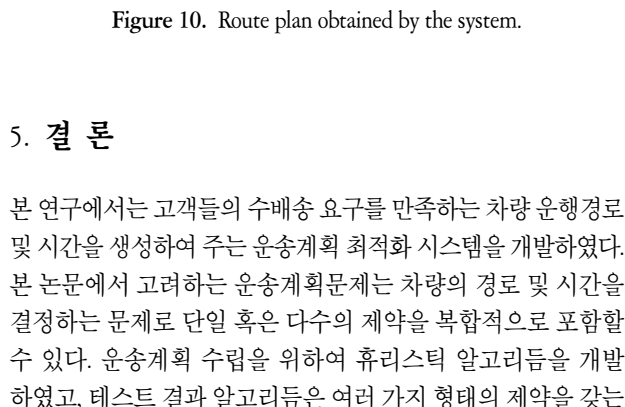 Figure 10. Route plan obtained by the system.
5. 결 론
본 연구에서는 고객들의 수배송 요구를 만족하는 차량 운행경로
및 시간을 생성하여 주는 운송계획 최적화 시스템을 개발하였다.
본 논문에서 고려하는 운송계획문제는 차량의 경로 및 시간을
결정하는 문제로 단일 혹은 다수의 제약을 복합적으로 포함할
수 있다. 운송계획 수립을 위하여 휴리스틱 알고리듬을 개발
하였고, 테스트 결과 알고리듬은 여러 가지 형태의 제약을 갖는